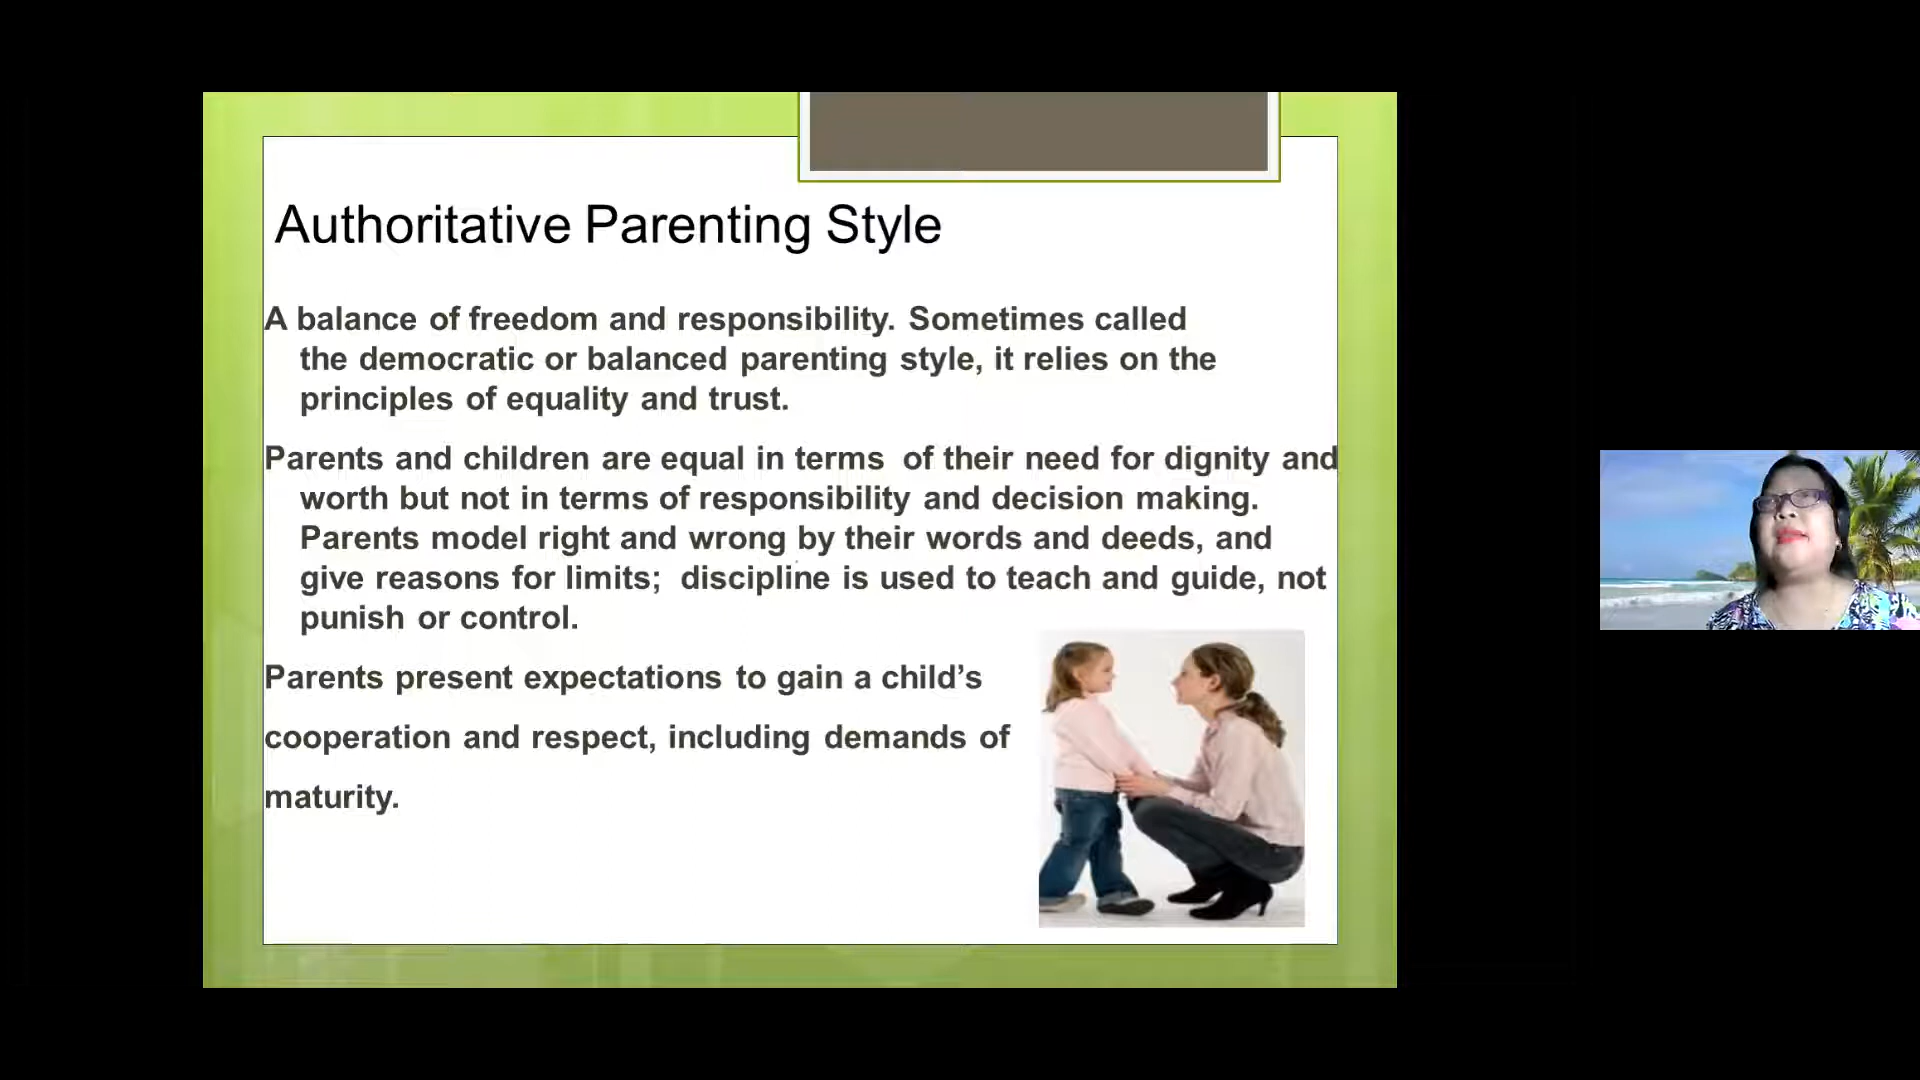 Authoritative Parenting Style
A balance of freedom and responsibility. Sometimes called
the democratic or balanced parenting style, it relies on the
principles of equality and trust.
Parents and children are equal in terms of their need for dignity and
worth but not in terms of responsibility and decision making.
Parents model right and wrong by their words and deeds, and
give reasons for limits; discipline is used to teach and guide, not
punish or control.
Parents present expectations to gain a child’s
cooperation and respect, including demands of
maturity.